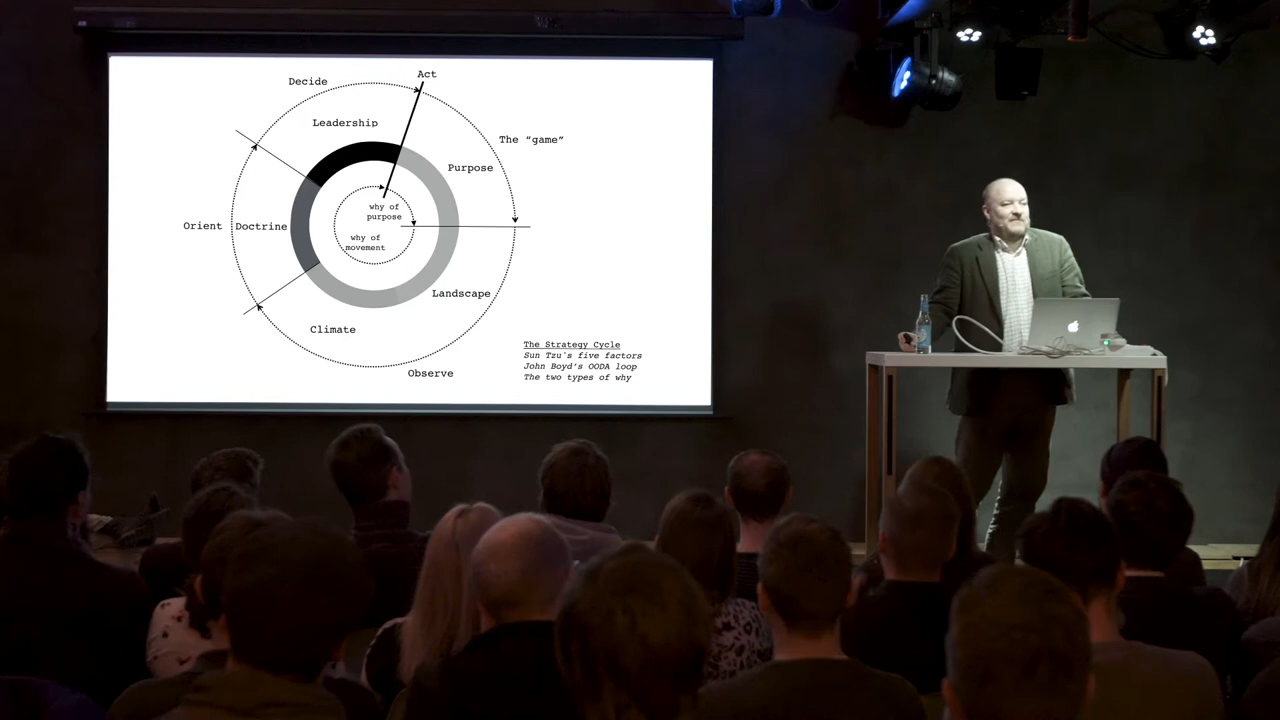 Decide
Act
Leadership
The “game”
Purpose
why of
purpose
Orient
Doctrine
why of
movement
Landscape
Climate
Observe
The Strategy Cycle
Sun Tzu`s five factors
John Boyd‘s OODA loop
The two types of why